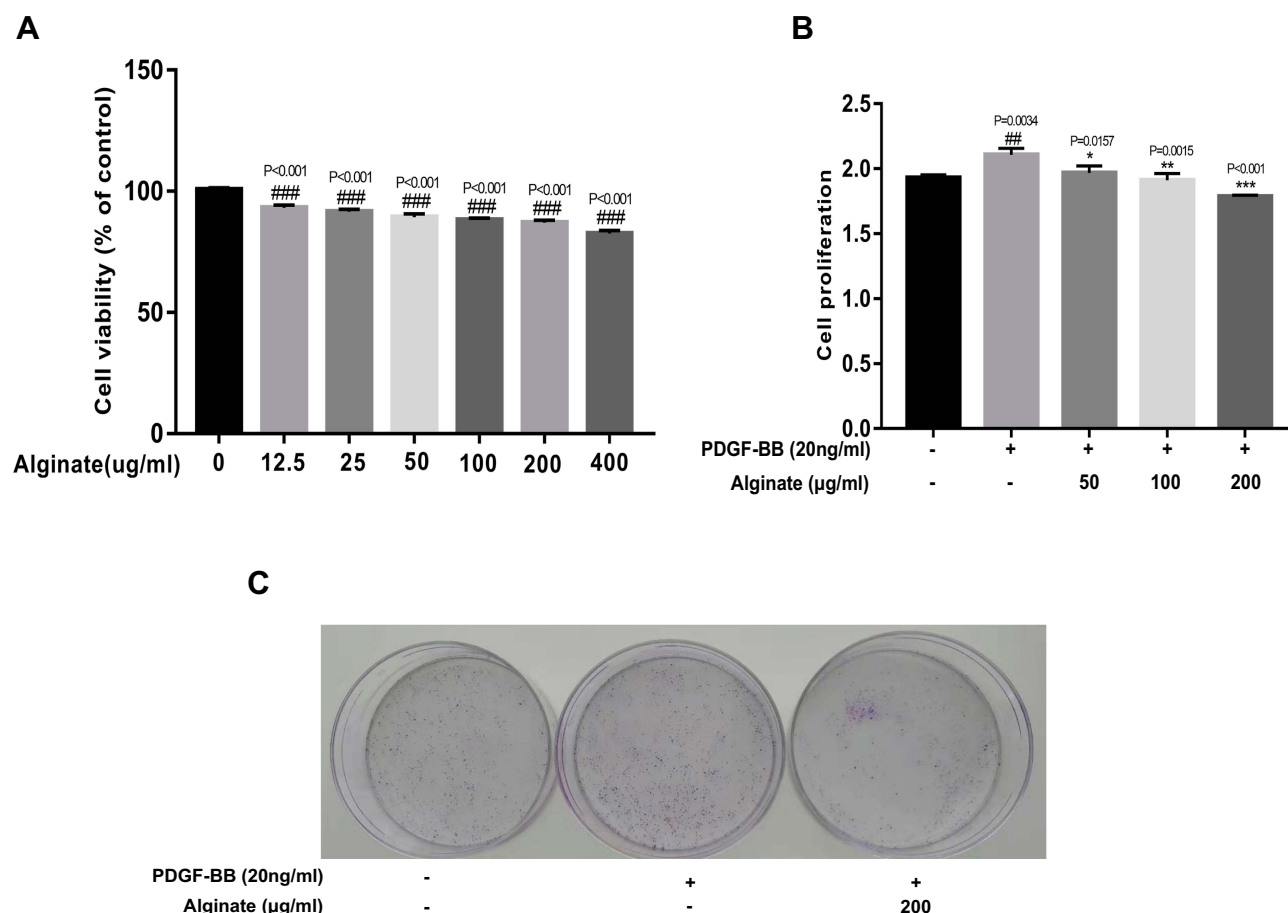 A
Cell viability (% of control)
150
100
50
0
P<0.001
###
P<0.001
###
P<0.001
###
P<0.001
###
P<0.001
###
P<0.001
###
Alginate(ug/ml) 0 12.5 25 50 100 200 400
B
Cell proliferation
2.5
2.0
1.5
1.0
0.5
0.0
P=0.0034
##
P=0.0157
*
P=0.0015
**
P<0.001
***
PDGF-BB (20ng/ml) - + + + +
Alginate (µg/ml) - - 50 100 200
C
PDGF-BB (20ng/ml) - + +
Alginate (µg/ml) - - 200